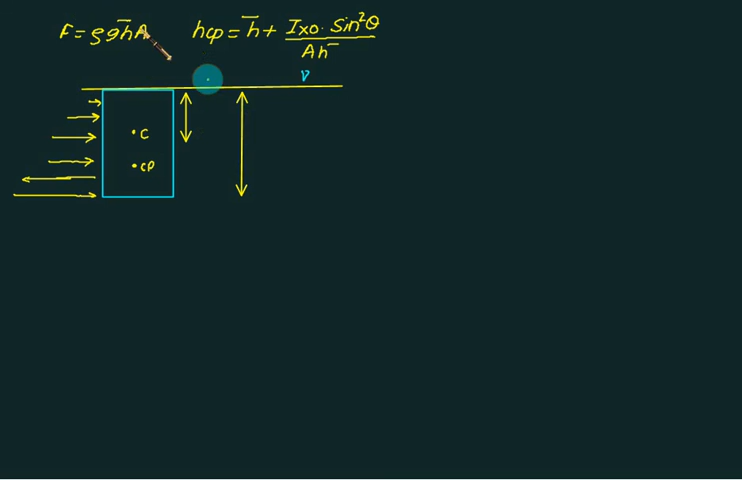 F = ρgh̄A
hcp = h̄ + Ixo. Sin²θ / Ah̄
∇
.C
.CP